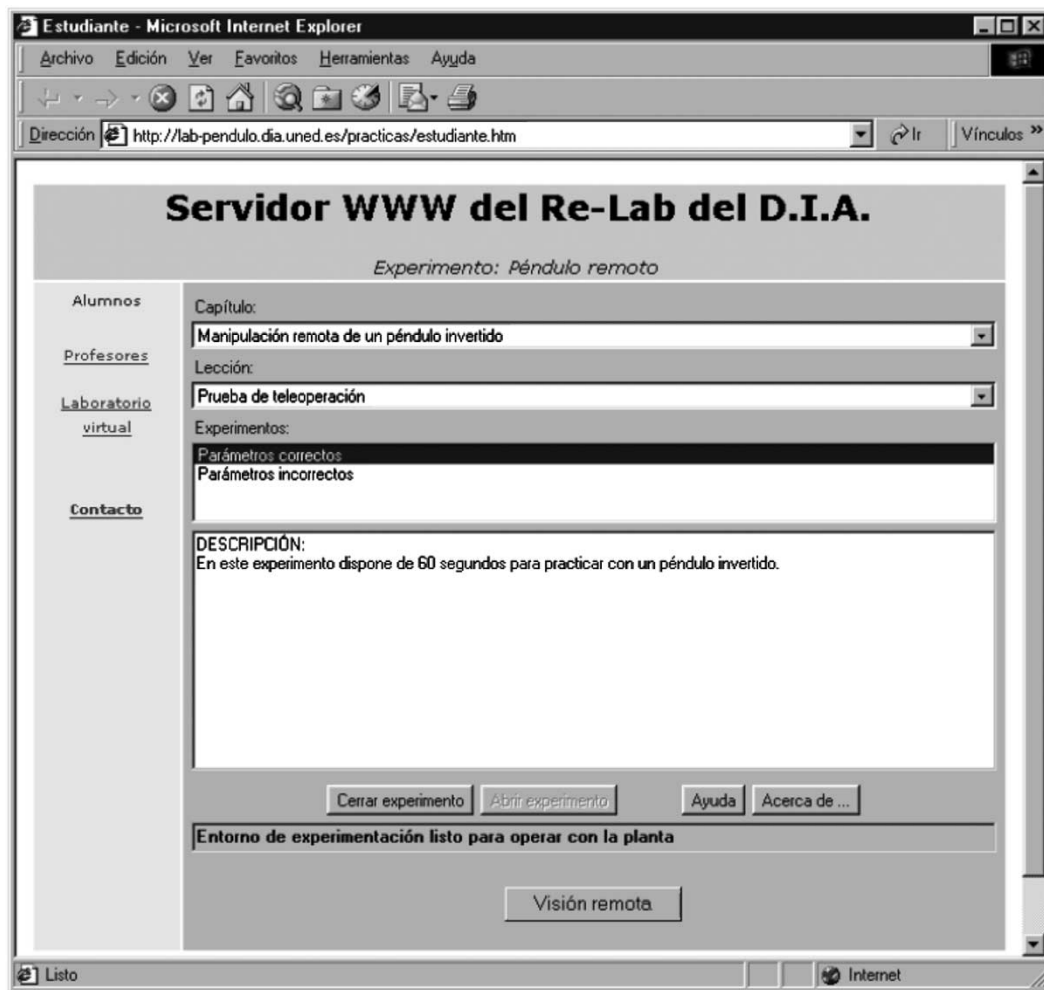 Estudiante - Microsoft Internet Explorer
Archivo Edición Ver Favoritos Herramientas Ayuda
Dirección http://lab-pendulo.dia.uned.es/practicas/estudiante.htm Ir Vínculos »
Servidor WWW del Re-Lab del D.I.A.
Experimento: Péndulo remoto
Alumnos
Profesores
Laboratorio
virtual
Contacto
Capítulo:
Manipulación remota de un péndulo invertido
Lección:
Prueba de teleoperación
Experimentos:
Parámetros correctos
Parámetros incorrectos
DESCRIPCIÓN:
En este experimento dispone de 60 segundos para practicar con un péndulo invertido.
Cerrar experimento Abrir experimento Ayuda Acerca de ...
Entorno de experimentación listo para operar con la planta
Visión remota
Listo Internet